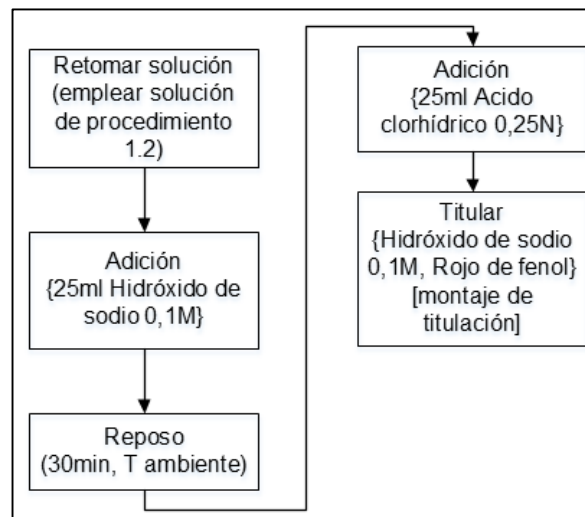 Retomar solución
(emplear solución
de procedimiento
1.2)
Adición
{25ml Hidróxido de
sodio 0,1M}
Reposo
(30min, T ambiente)
Adición
{25ml Acido
clorhídrico 0,25N}
Titular
{Hidróxido de sodio
0,1M, Rojo de fenol}
[montaje de
titulación]